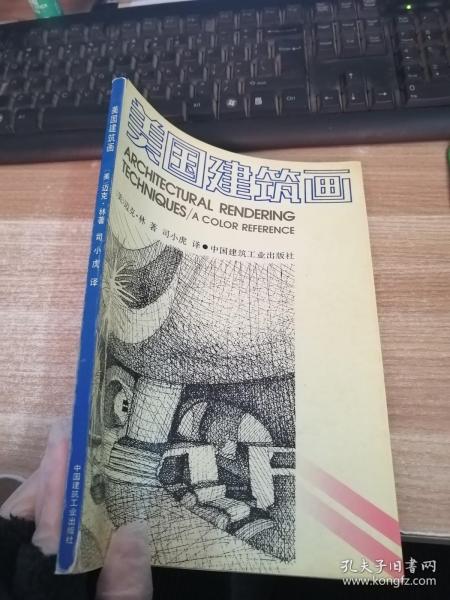 美国建筑画
ARCHITECTURAL RENDERING
TECHNIQUES/A COLOR REFERENCE
[美]迈克·林 著 司小虎 译●中国建筑工业出版社
美国建筑画 [美]迈克·林著 司小虎 译 中国建筑工业出版社
孔夫子旧书网
www.kongfz.com